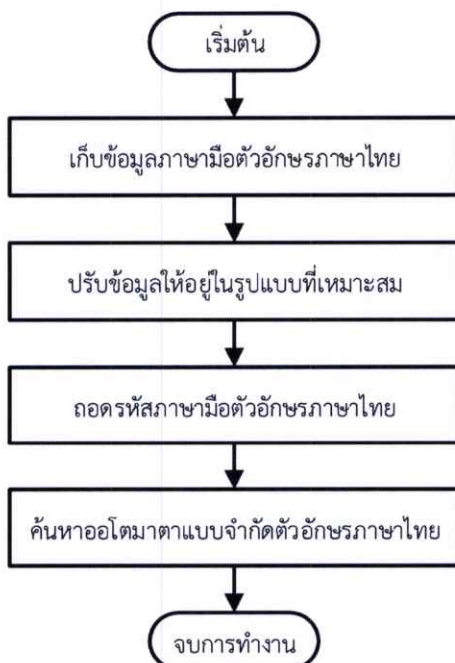 เริ่มต้น
เก็บข้อมูลภาษามือตัวอักษรภาษาไทย
ปรับข้อมูลให้อยู่ในรูปแบบที่เหมาะสม
ถอดรหัสภาษามือตัวอักษรภาษาไทย
ค้นหาออโตมาตาแบบจำกัดตัวอักษรภาษาไทย
จบการทำงาน